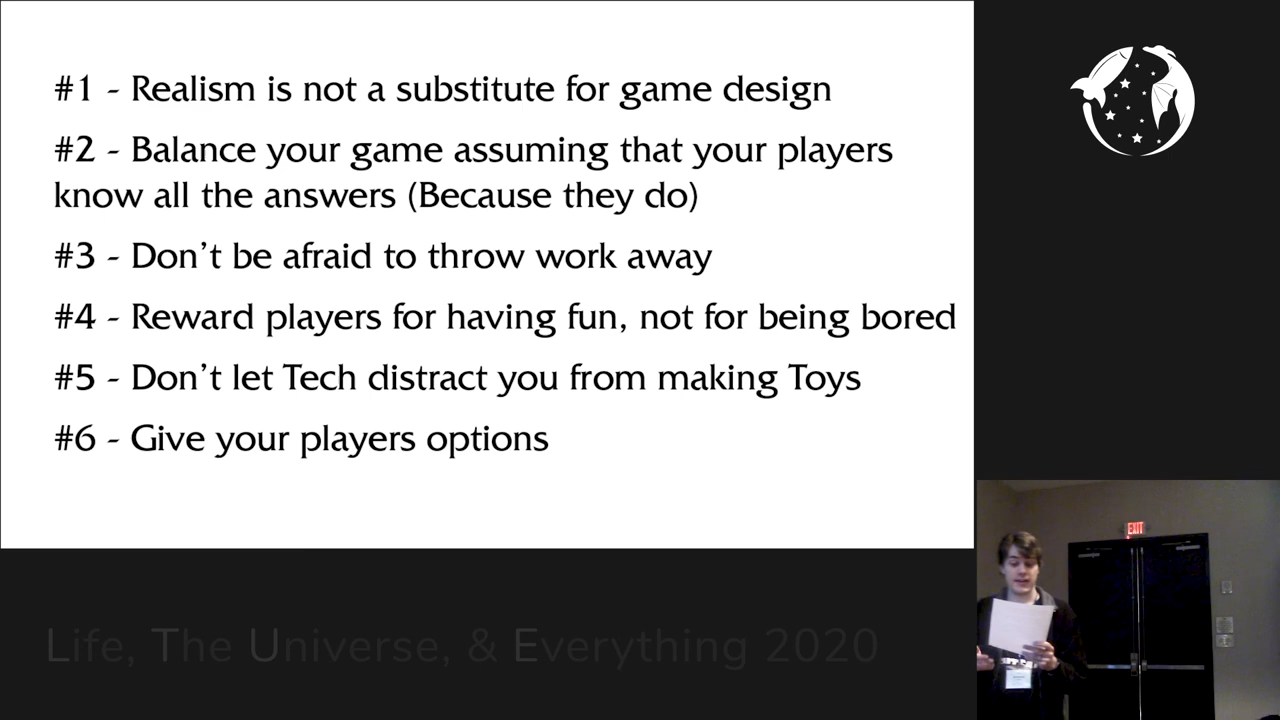 #1 - Realism is not a substitute for game design
#2 - Balance your game assuming that your players
know all the answers (Because they do)
#3 - Don't be afraid to throw work away
#4 - Reward players for having fun, not for being bored
#5 - Don't let Tech distract you from making Toys
#6 - Give your players options
Life, The Universe, & Everything 2020
EXIT